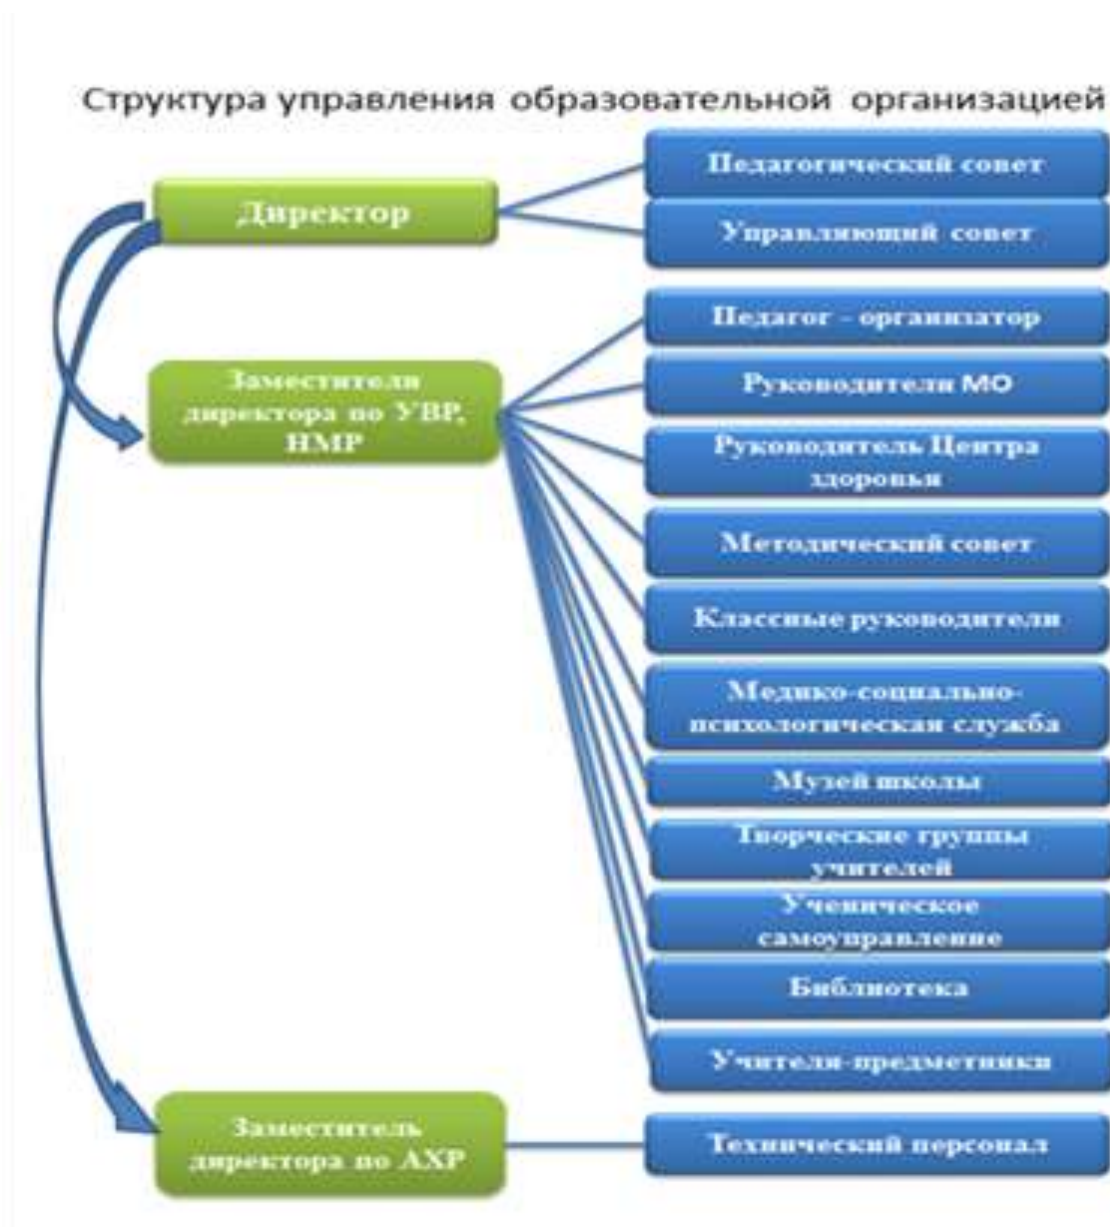 Структура управления образовательной организацией
Директор
Педагогический совет
Управляющий совет
Заместители
директора по УВР,
НМР
Педагог - организатор
Руководители МО
Руководитель Центра
здоровья
Методический совет
Классные руководители
Медико-социально-
психологическая служба
Музей школы
Творческие группы
учителей
Ученическое
самоуправление
Библиотека
Учителя-предметники
Заместитель
директора по АХР
Технический персонал